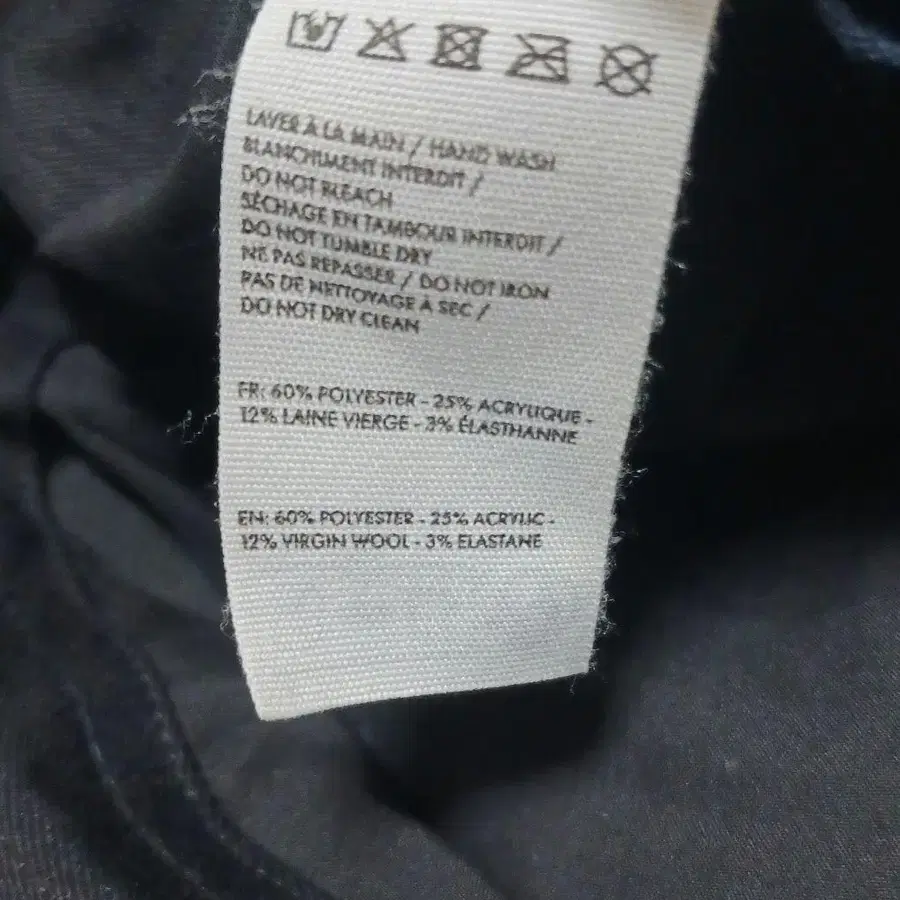 LAVER À LA MAIN / HAND WASH
BLANCHIMENT INTERDIT /
DO NOT BLEACH
SÉCHAGE EN TAMBOUR INTERDIT /
DO NOT TUMBLE DRY
NE PAS REPASSER / DO NOT IRON
PAS DE NETTOYAGE À SEC /
DO NOT DRY CLEAN
FR: 60% POLYESTER - 25% ACRYLIQUE -
12% LAINE VIERGE - 3% ÉLASTHANNE
EN: 60% POLYESTER - 25% ACRYLIC -
12% VIRGIN WOOL - 3% ELASTANE